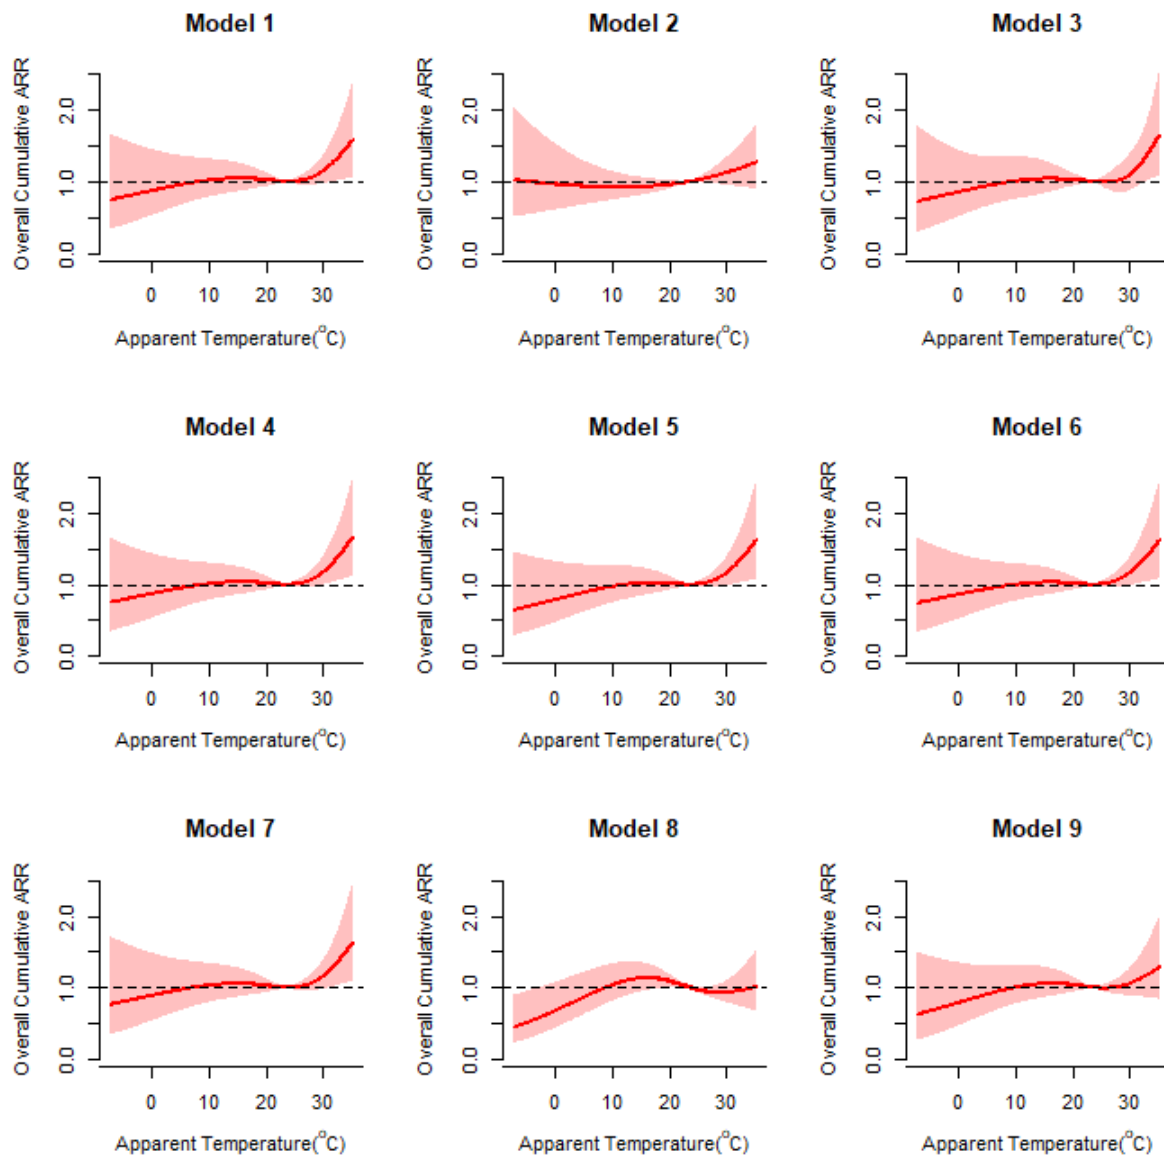 Model 1
Model 2
Model 3
Overall Cumulative ARR
0.0 1.0 2.0
0 10 20 30
Apparent Temperature(°C)
Overall Cumulative ARR
0.0 1.0 2.0
0 10 20 30
Apparent Temperature(°C)
Overall Cumulative ARR
0.0 1.0 2.0
0 10 20 30
Apparent Temperature(°C)
Model 4
Model 5
Model 6
Overall Cumulative ARR
0.0 1.0 2.0
0 10 20 30
Apparent Temperature(°C)
Overall Cumulative ARR
0.0 1.0 2.0
0 10 20 30
Apparent Temperature(°C)
Overall Cumulative ARR
0.0 1.0 2.0
0 10 20 30
Apparent Temperature(°C)
Model 7
Model 8
Model 9
Overall Cumulative ARR
0.0 1.0 2.0
0 10 20 30
Apparent Temperature(°C)
Overall Cumulative ARR
0.0 1.0 2.0
0 10 20 30
Apparent Temperature(°C)
Overall Cumulative ARR
0.0 1.0 2.0
0 10 20 30
Apparent Temperature(°C)